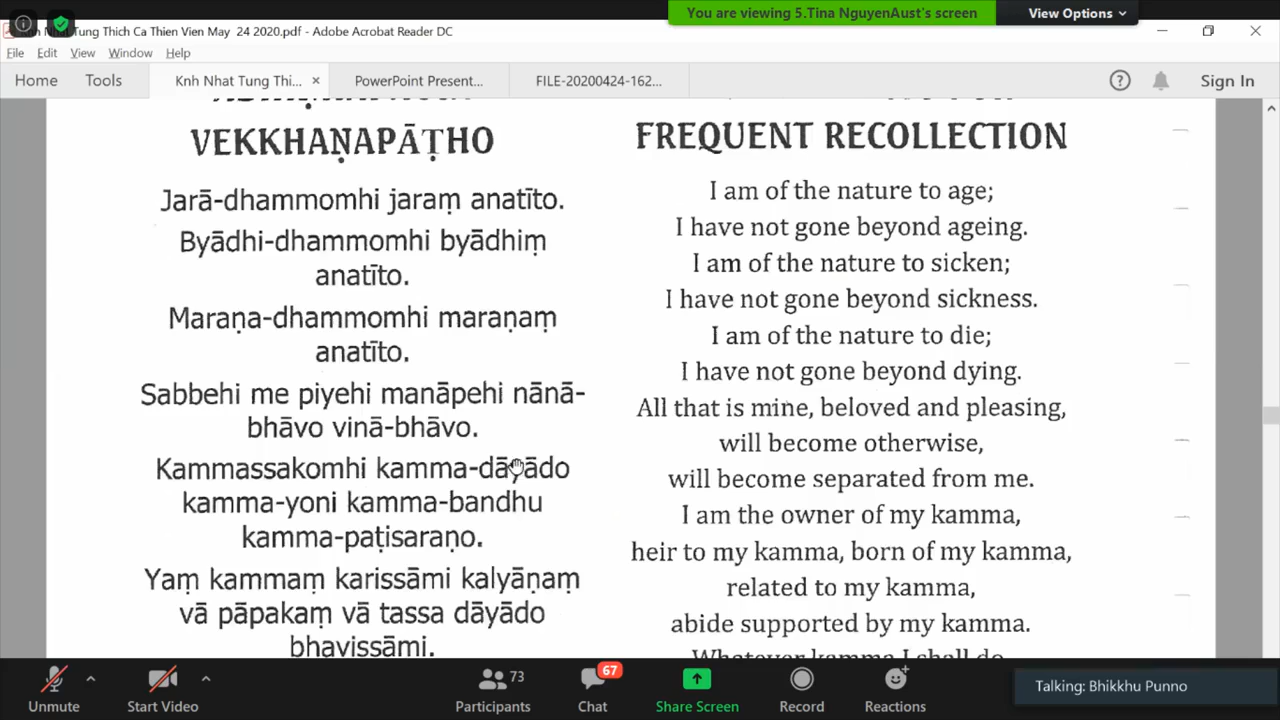 You are viewing 5.Tina NguyenAust's screen
View Options
Tung Thich Ca Thien Vien May 24 2020.pdf - Adobe Acrobat Reader DC
File Edit View Window Help
Home Tools Knh Nhat Tung Thi... × PowerPoint Present... FILE-20200424-162... Sign In
VEKKHAṆAPĀṬHO
Jarā-dhammomhi jaraṃ anatīto.
Byādhi-dhammomhi byādhiṃ
anatīto.
Maraṇa-dhammomhi maraṇaṃ
anatīto.
Sabbehi me piyehi manāpehi nānā-
bhāvo vinā-bhāvo.
Kammassakomhi kamma-dāyādo
kamma-yoni kamma-bandhu
kamma-paṭisaraṇo.
Yaṃ kammaṃ karissāmi kalyāṇaṃ
vā pāpakaṃ vā tassa dāyādo
bhavissāmi.
FREQUENT RECOLLECTION
I am of the nature to age;
I have not gone beyond ageing.
I am of the nature to sicken;
I have not gone beyond sickness.
I am of the nature to die;
I have not gone beyond dying.
All that is mine, beloved and pleasing,
will become otherwise,
will become separated from me.
I am the owner of my kamma,
heir to my kamma, born of my kamma,
related to my kamma,
abide supported by my kamma.
Whatever kamma I shall do
Unmute Start Video Participants 73 Chat 67 Share Screen Record Reactions
Talking: Bhikkhu Punno